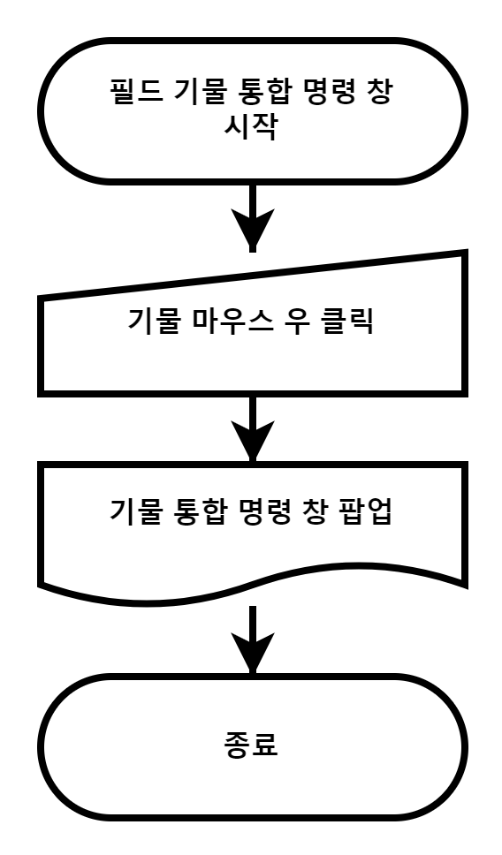 필드 기물 통합 명령 창
시작
기물 마우스 우 클릭
기물 통합 명령 창 팝업
종료